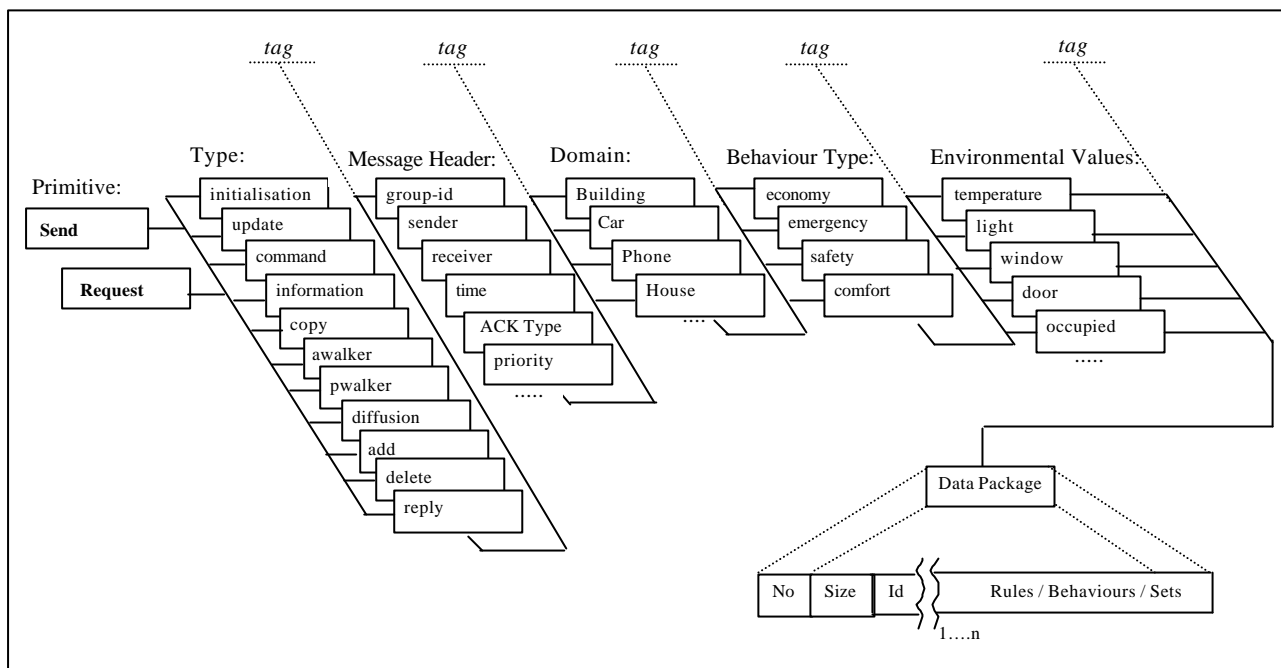 tag tag tag tag tag
Type: Message Header: Domain: Behaviour Type: Environmental Values:
Primitive:
Send
Request
initialisation
update
command
information
copy
awalker
pwalker
diffusion
add
delete
reply
group-id
sender
receiver
time
ACK Type
priority
.....
Building
Car
Phone
House
....
economy
emergency
safety
comfort
temperature
light
window
door
occupied
.....
Data Package
No Size Id Rules / Behaviours / Sets
1....n